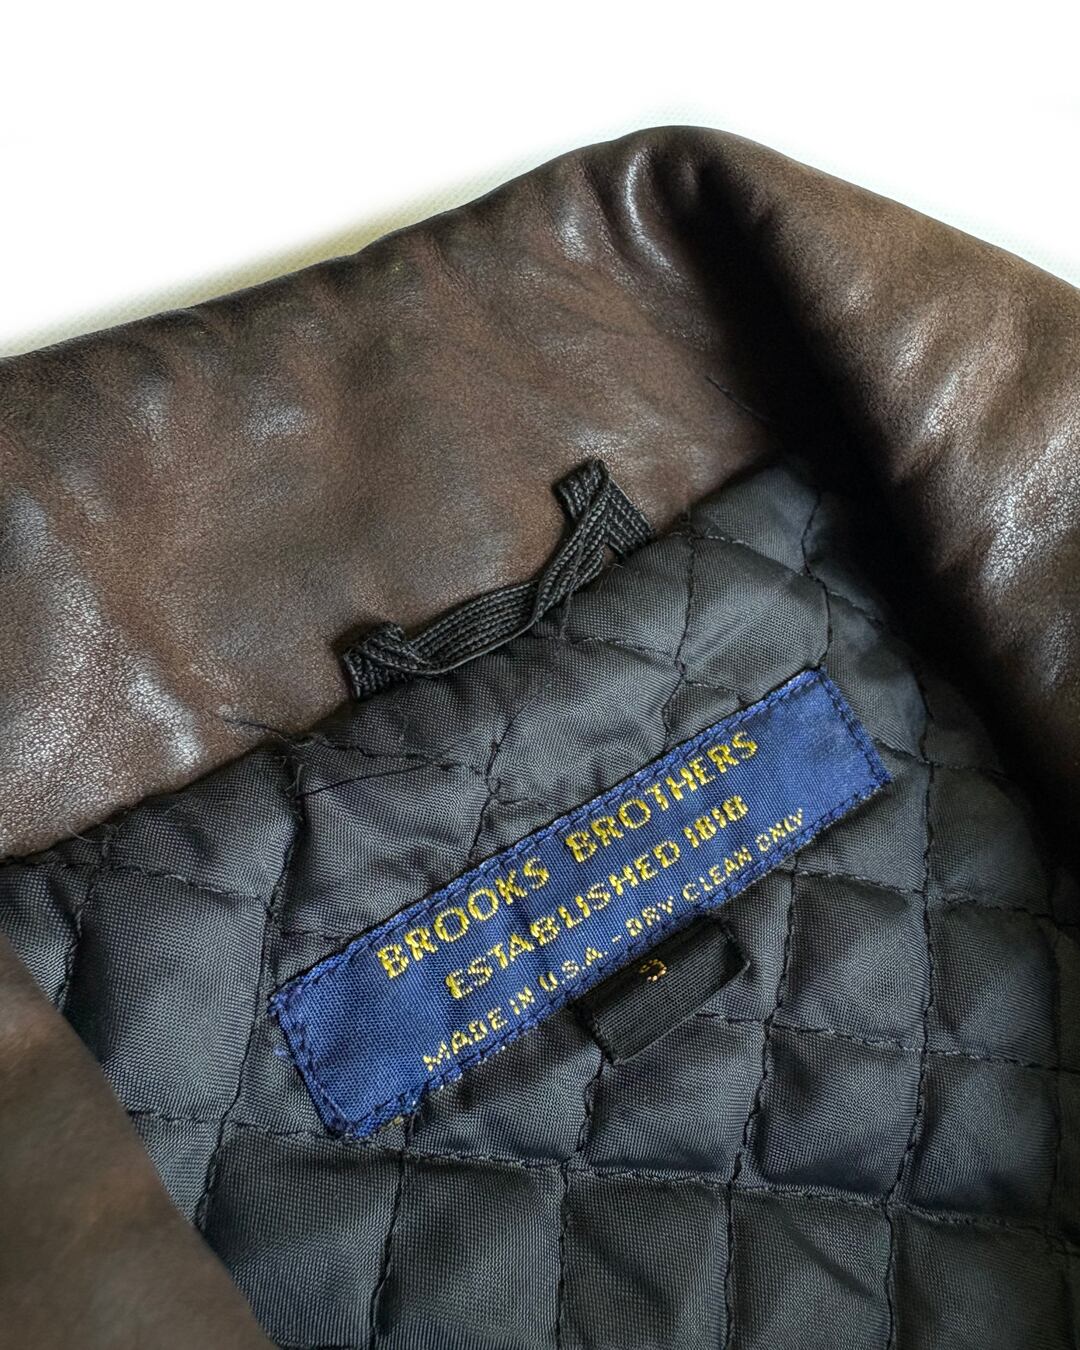 BROOKS BROTHERS
ESTABLISHED 1818
MADE IN U.S.A. - DRY CLEAN ONLY